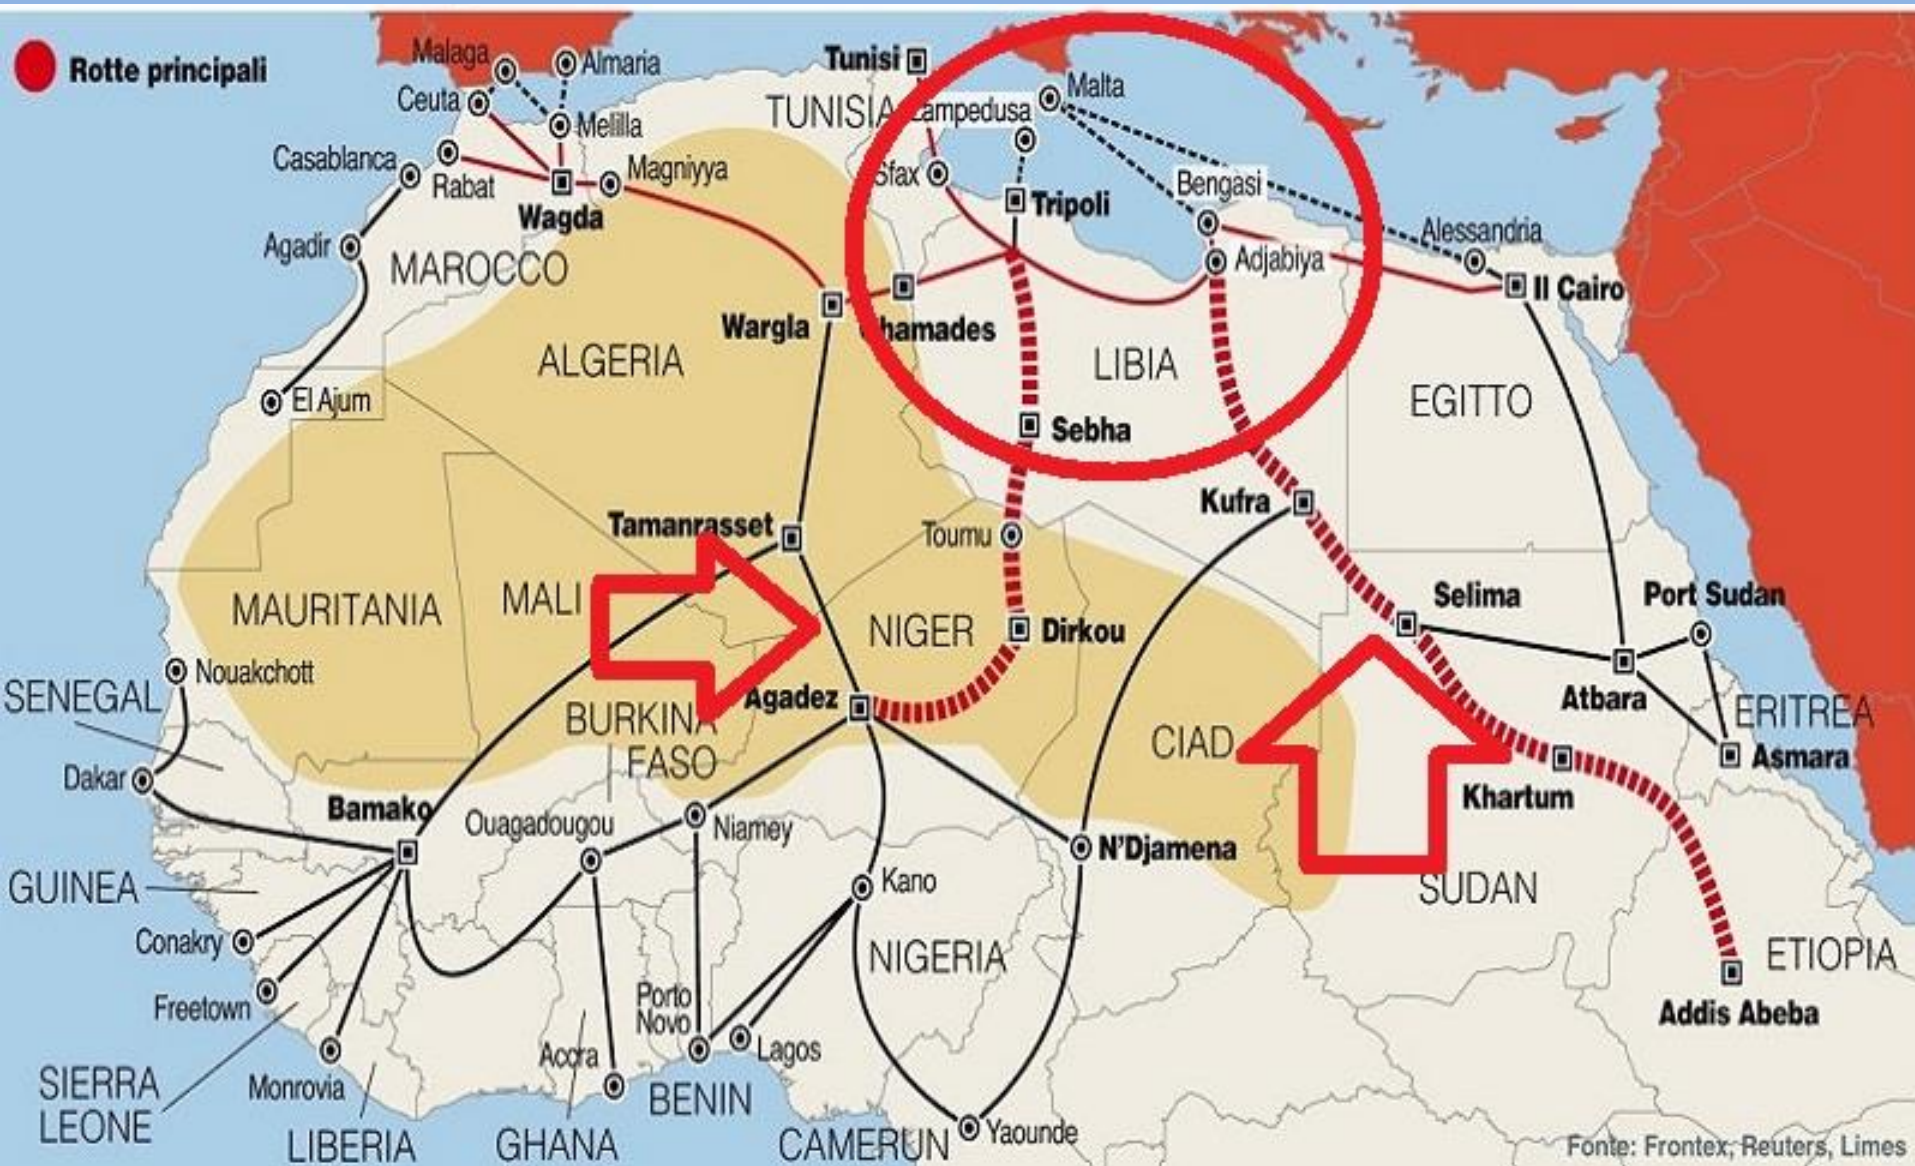 Rotte principali
Malaga
Almaria
Ceuta
Melilla
Casablanca
Rabat
Magniyya
Wagda
Agadir
MAROCCO
El Ajum
Tunisi
TUNISIA
Lampedusa
Malta
Sfax
Tripoli
Bengasi
Adjabiya
Alessandria
Il Cairo
Wargla
Ghamades
ALGERIA
LIBIA
EGITTO
Sebha
Kufra
Tamanrasset
Toumu
MAURITANIA
MALI
NIGER
Dirkou
Selima
Port Sudan
Nouakchott
SENEGAL
Agadez
Atbara
ERITREA
BURKINA
FASO
CIAD
Asmara
Dakar
Bamako
Ouagadougou
Niamey
Khartum
N'Djamena
GUINEA
Kano
SUDAN
Conakry
NIGERIA
ETIOPIA
Freetown
Porto
Novo
Addis Abeba
Accra
Lagos
SIERRA
LEONE
Monrovia
BENIN
LIBERIA
GHANA
CAMERUN
Yaounde
Fonte: Frontex, Reuters, Limes